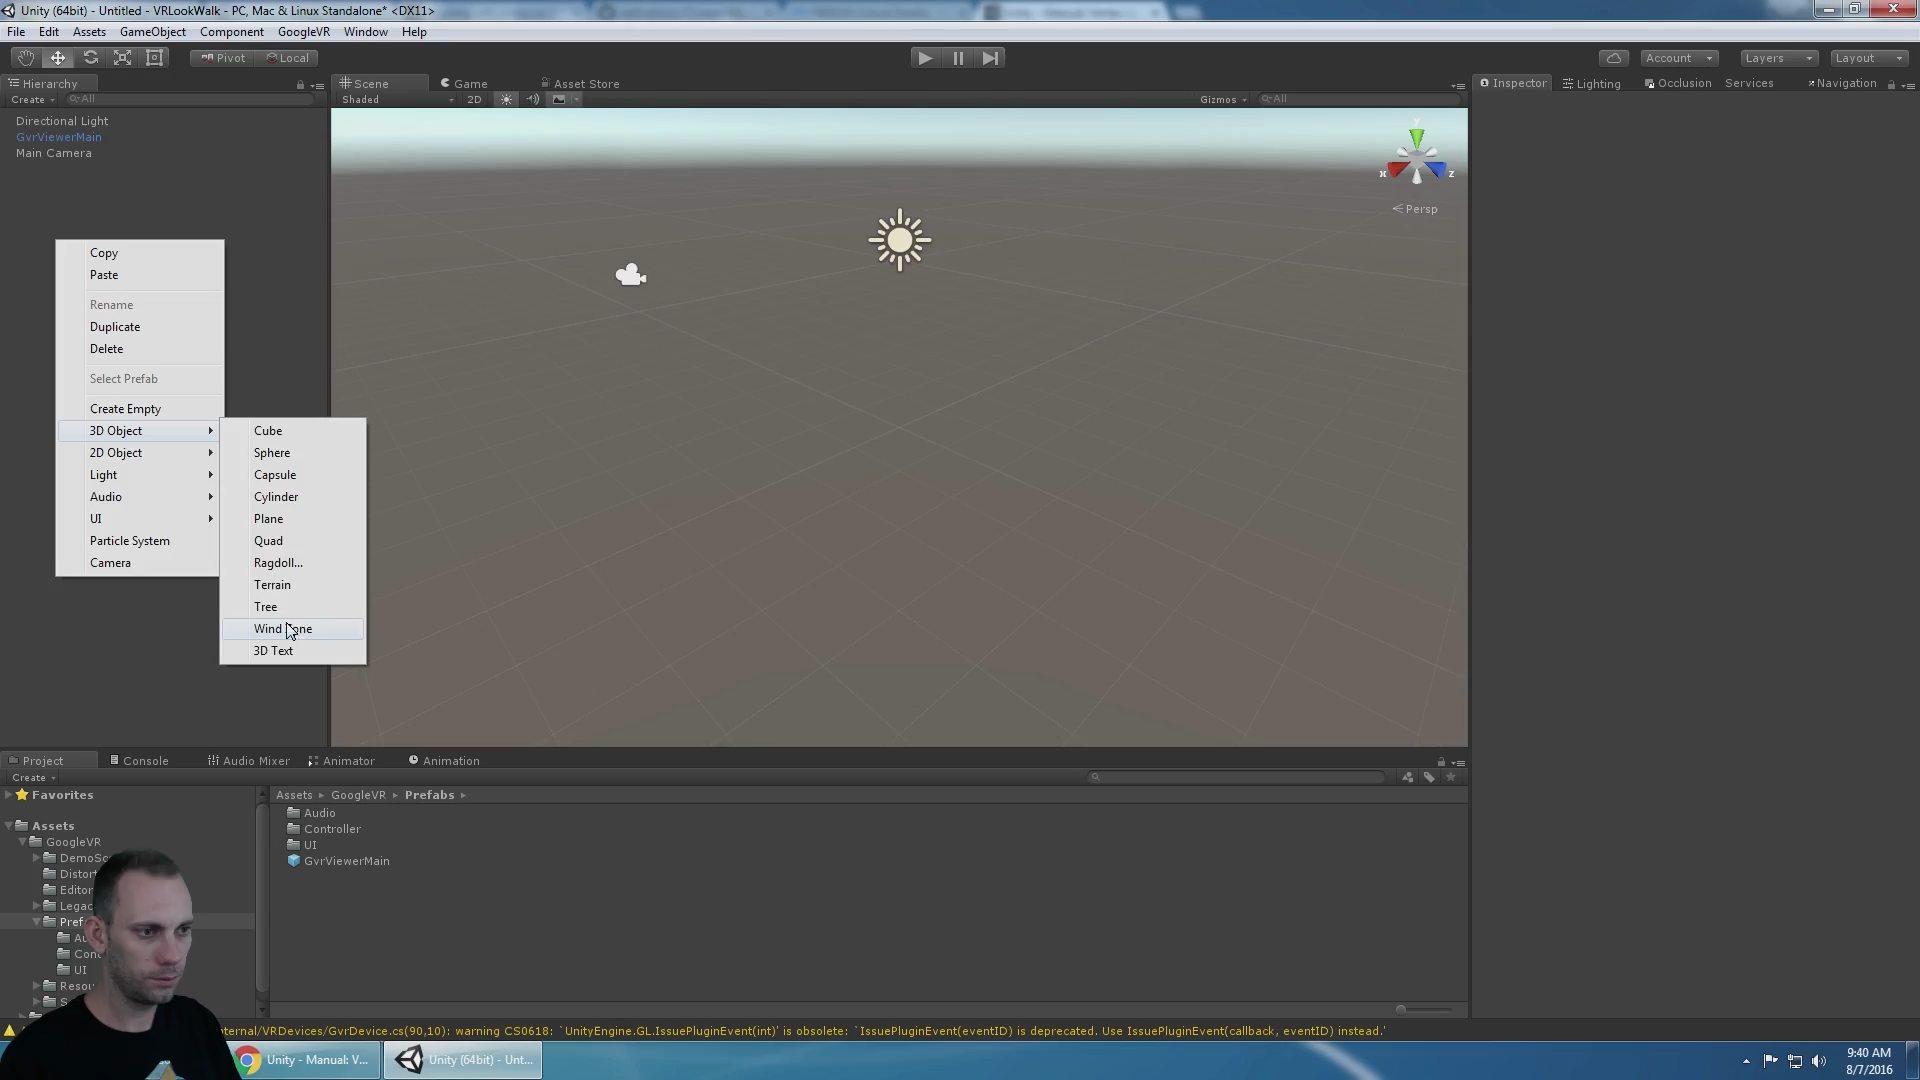 Unity (64bit) - Untitled - VRLookWalk - PC, Mac & Linux Standalone* <DX11>
File Edit Assets GameObject Component GoogleVR Window Help
Pivot Local Account Layers Layout
Hierarchy Scene Game Asset Store Inspector Lighting Occlusion Services Navigation
Create All Shaded 2D Gizmos All
Directional Light
GvrViewerMain
Main Camera
y
x z
Persp
Copy
Paste
Rename
Duplicate
Delete
Select Prefab
Create Empty
3D Object
2D Object
Light
Audio
UI
Particle System
Camera
Cube
Sphere
Capsule
Cylinder
Plane
Quad
Ragdoll...
Terrain
Tree
Wind
3D Text
Project Console Audio Mixer Animator Animation
Create
Favorites
Assets
GoogleVR
DemoSc
Distort
Editor
Legac
Pref
Au
Cont
UI
Resou
S
Assets GoogleVR Prefabs
Audio
Controller
UI
GvrViewerMain
ternal/VRDevices/GvrDevice.cs(90,10): warning CS0618: `UnityEngine.GL.IssuePluginEvent(int)' is obsolete: `IssuePluginEvent(eventID) is deprecated. Use IssuePluginEvent(callback, eventID) instead.'
Unity - Manual: V...
Unity (64bit) - Unt...
9:40 AM
8/7/2016